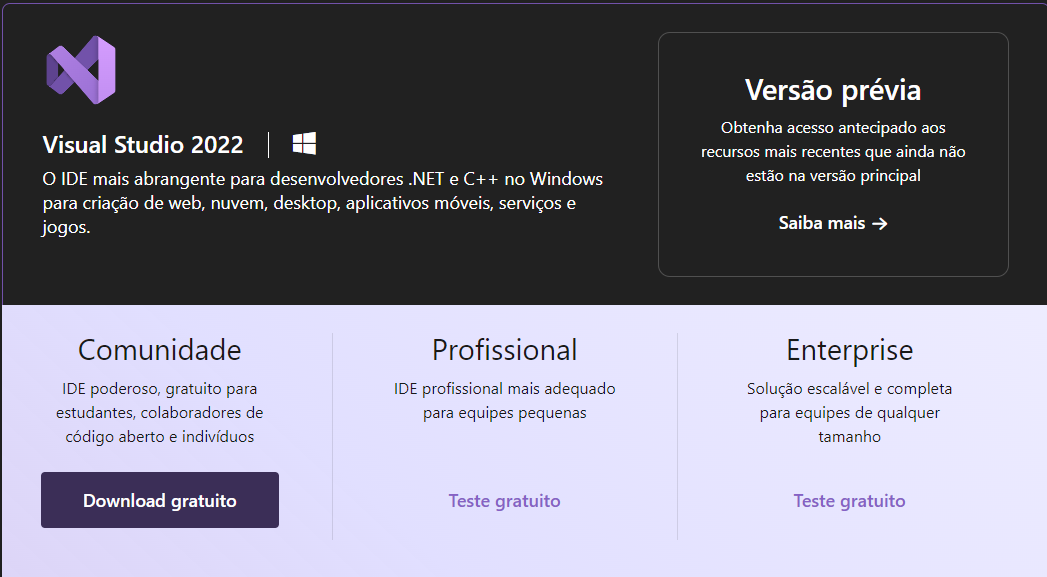 Visual Studio 2022
O IDE mais abrangente para desenvolvedores .NET e C++ no Windows
para criação de web, nuvem, desktop, aplicativos móveis, serviços e
jogos.
Versão prévia
Obtenha acesso antecipado aos
recursos mais recentes que ainda não
estão na versão principal
Saiba mais →
Comunidade
IDE poderoso, gratuito para
estudantes, colaboradores de
código aberto e indivíduos
Download gratuito
Profissional
IDE profissional mais adequado
para equipes pequenas
Teste gratuito
Enterprise
Solução escalável e completa
para equipes de qualquer
tamanho
Teste gratuito